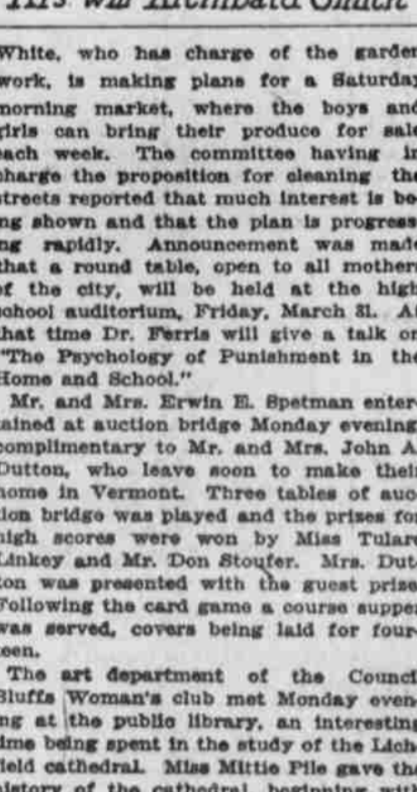 Mrs Will Archibald Smith
White, who has charge of the garden
work, is making plans for a Saturday
morning market, where the boys and
girls can bring their produce for sale
each week. The committee having in
charge the proposition for cleaning the
streets reported that much interest is be-
ng shown and that the plan is progress-
ng rapidly. Announcement was made
that a round table, open to all mothers
of the city, will be held at the high
school auditorium, Friday, March 31. At
that time Dr. Ferris will give a talk on
"The Psychology of Punishment in the
Home and School."
Mr. and Mrs. Erwin E. Spetman enter-
tained at auction bridge Monday evening,
complimentary to Mr. and Mrs. John A.
Dutton, who leave soon to make their
home in Vermont. Three tables of auc-
tion bridge was played and the prizes for
high scores were won by Miss Tulare
Linkey and Mr. Don Stoufer. Mrs. Dut-
ton was presented with the guest prize.
Following the card game a course supper
was served, covers being laid for four-
teen.
The art department of the Council
Bluffs Woman's club met Monday even-
ng at the public library, an interesting
time being spent in the study of the Lich-
field cathedral. Miss Mittie Pile gave the
history of the cathedral, beginning with